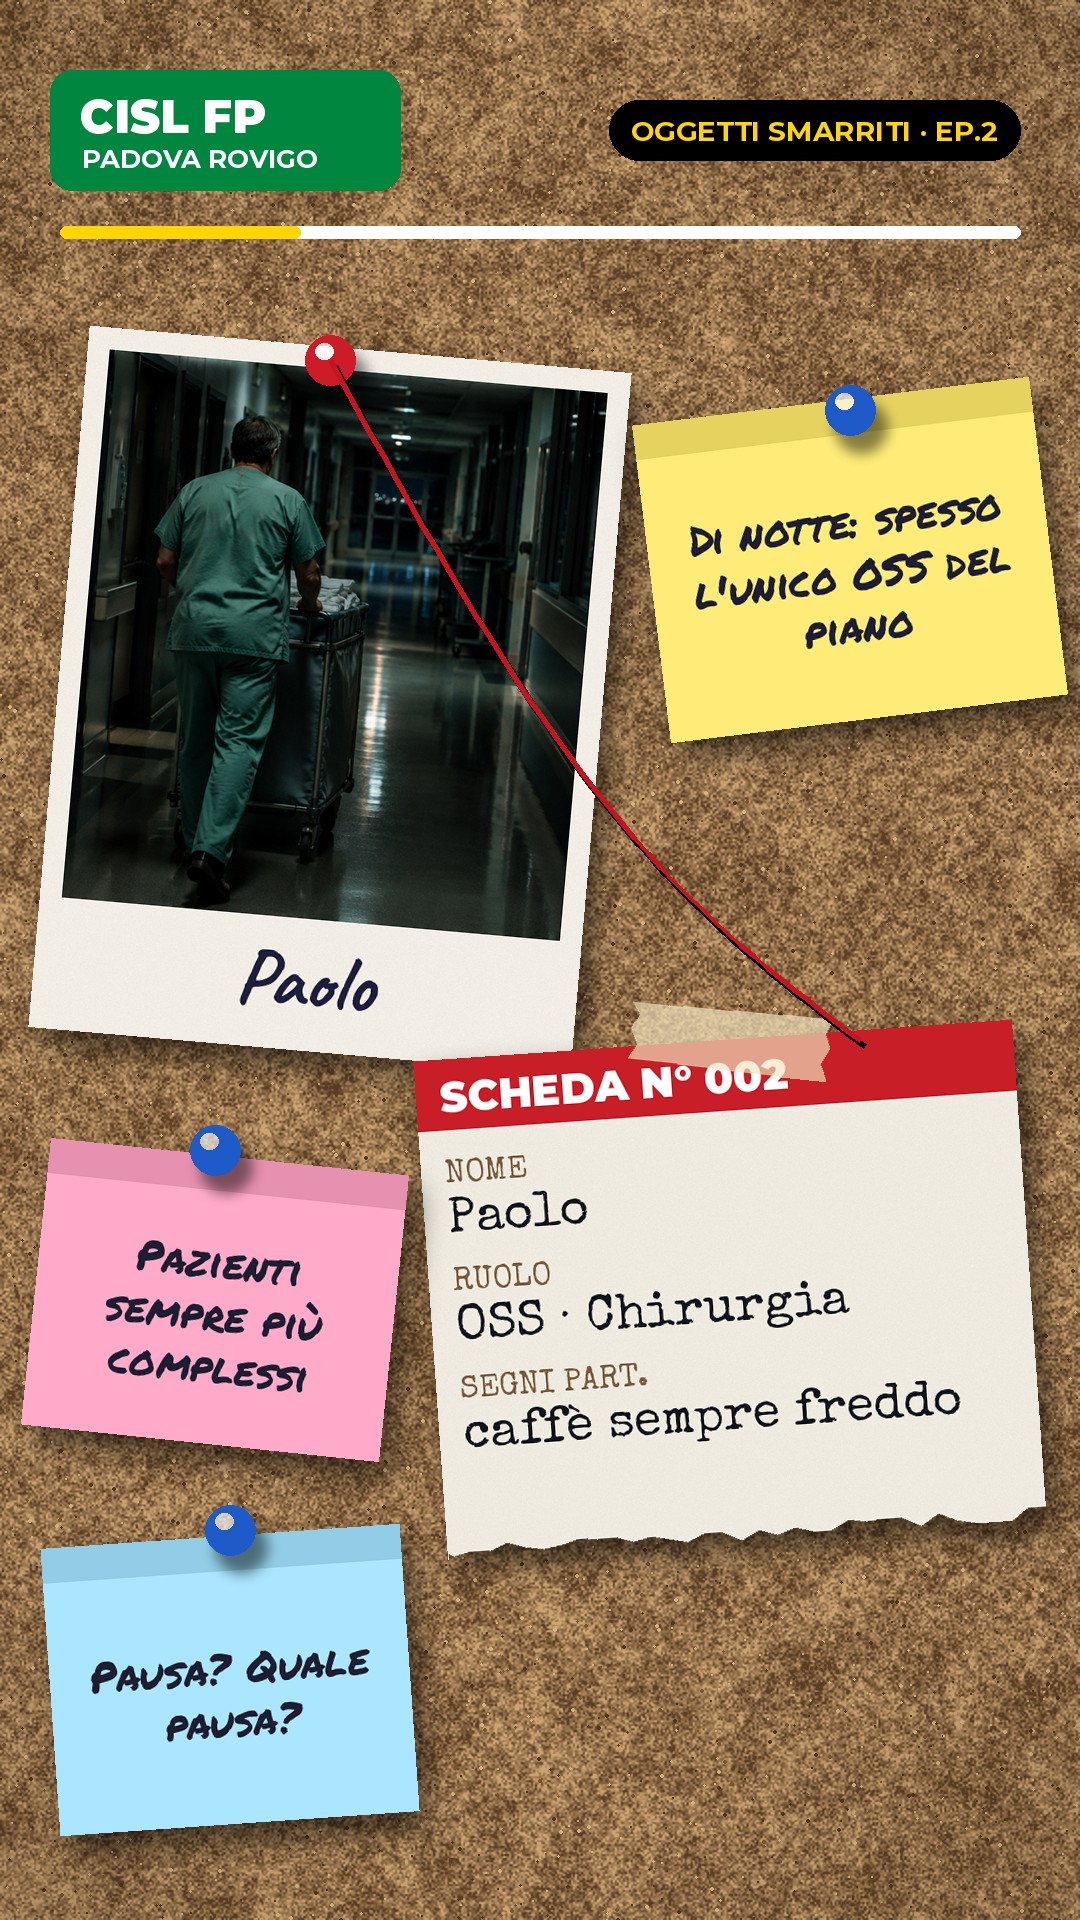 CISL FP
PADOVA ROVIGO
OGGETTI SMARRITI · EP.2
DI NOTTE: SPESSO
L'UNICO OSS DEL
PIANO
Paolo
SCHEDA N° 002
NOME
Paolo
RUOLO
OSS · Chirurgia
SEGNI PART.
caffè sempre freddo
PAZIENTI
SEMPRE PIÙ
COMPLESSI
PAUSA? QUALE
PAUSA?